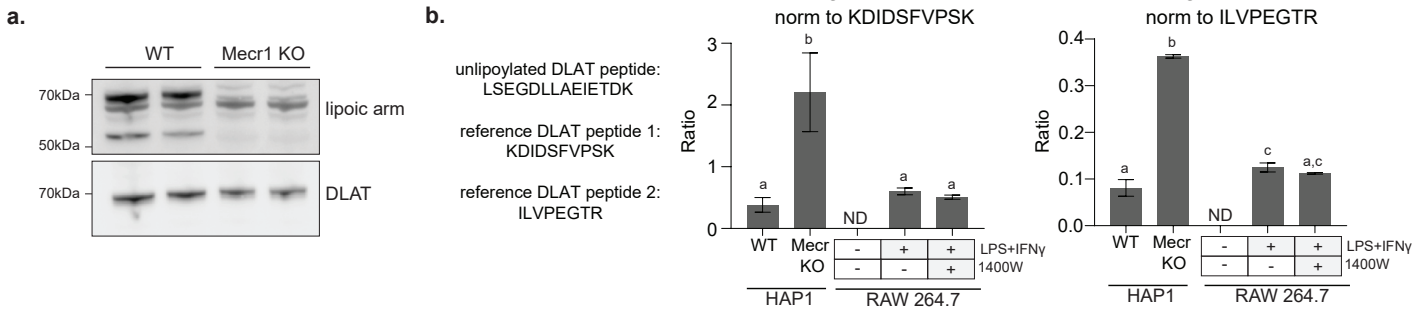 a.
WT Mecr1 KO
70kDa
lipoic arm
50kDa
70kDa
DLAT
b.
unlipoylated DLAT peptide:
LSEGDLLAEIETDK
reference DLAT peptide 1:
KDIDSFVPSK
reference DLAT peptide 2:
ILVPEGTR
norm to KDIDSFVPSK
Ratio
3
2
1
0
a
b
ND
a
a
WT Mecr KO
- + + LPS+IFNγ
- - + 1400W
HAP1 RAW 264.7
norm to ILVPEGTR
Ratio
0.4
0.3
0.2
0.1
0.0
a
b
ND
c
a,c
WT Mecr KO
- + + LPS+IFNγ
- - + 1400W
HAP1 RAW 264.7